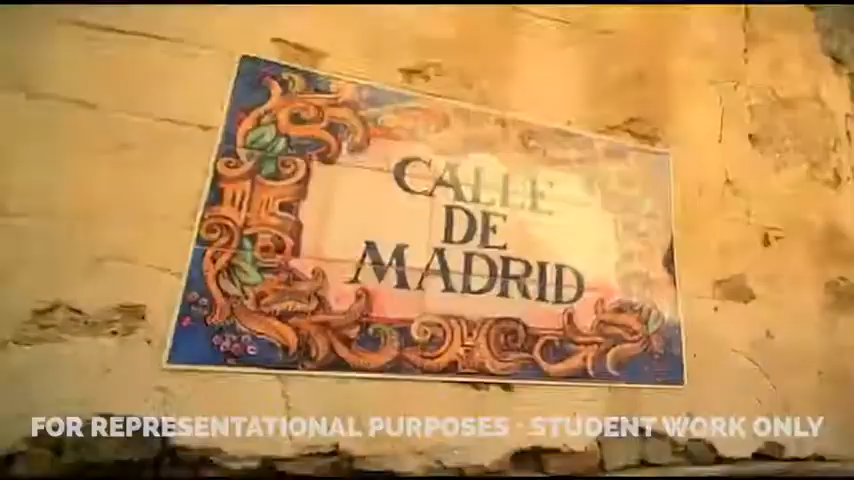 CALLE
DE
MADRID
FOR REPRESENTATIONAL PURPOSES - STUDENT WORK ONLY